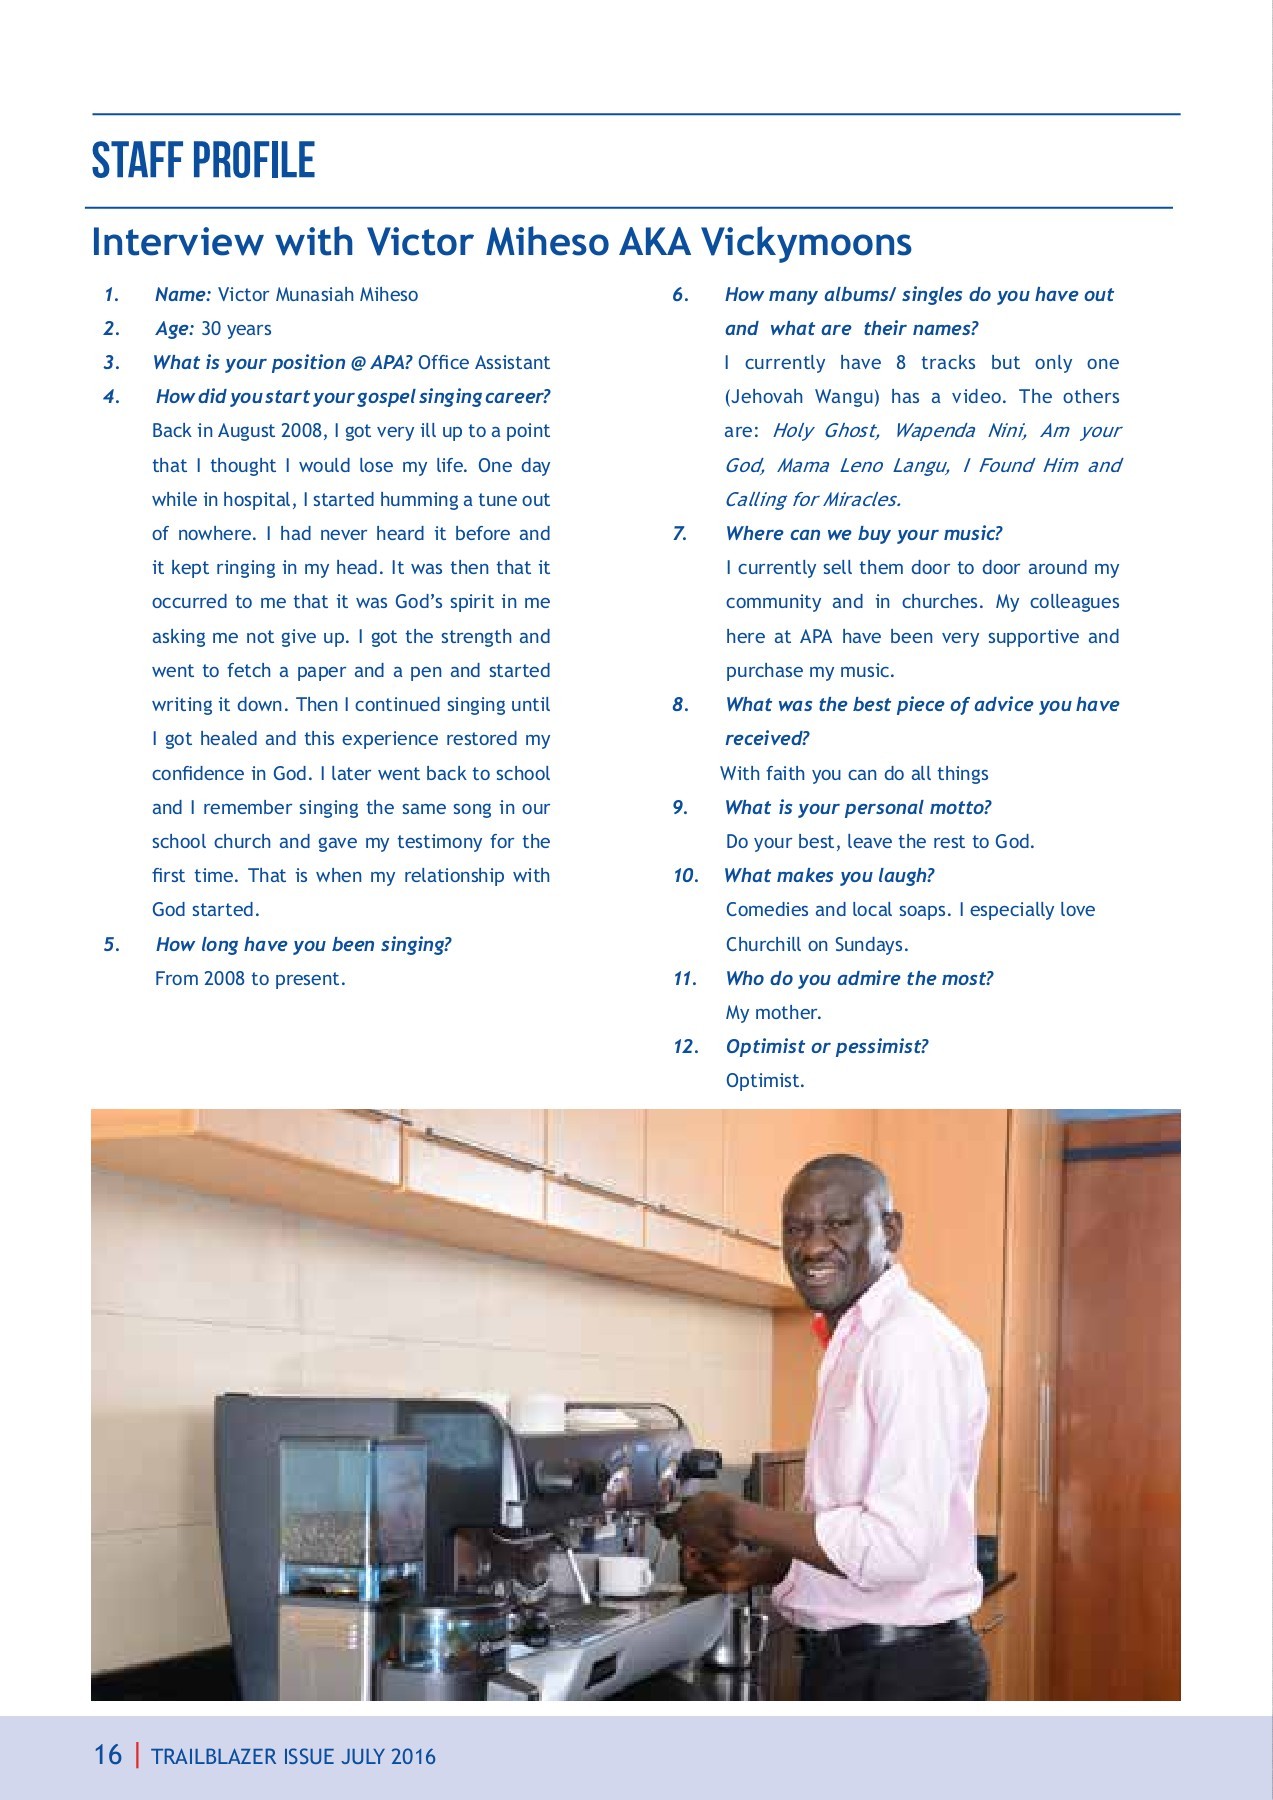 STAFF PROFILE
Interview with Victor Miheso AKA Vickymoons
1. Name: Victor Munasiah Miheso
2. Age: 30 years
3. What is your position @ APA? Office Assistant
4. How did you start your gospel singing career?
Back in August 2008, I got very ill up to a point
that I thought I would lose my life. One day
while in hospital, I started humming a tune out
of nowhere. I had never heard it before and
it kept ringing in my head. It was then that it
occurred to me that it was God’s spirit in me
asking me not give up. I got the strength and
went to fetch a paper and a pen and started
writing it down. Then I continued singing until
I got healed and this experience restored my
confidence in God. I later went back to school
and I remember singing the same song in our
school church and gave my testimony for the
first time. That is when my relationship with
God started.
5. How long have you been singing?
From 2008 to present.
6. How many albums/ singles do you have out
and what are their names?
I currently have 8 tracks but only one
(Jehovah Wangu) has a video. The others
are: Holy Ghost, Wapenda Nini, Am your
God, Mama Leno Langu, I Found Him and
Calling for Miracles.
7. Where can we buy your music?
I currently sell them door to door around my
community and in churches. My colleagues
here at APA have been very supportive and
purchase my music.
8. What was the best piece of advice you have
received?
With faith you can do all things
9. What is your personal motto?
Do your best, leave the rest to God.
10. What makes you laugh?
Comedies and local soaps. I especially love
Churchill on Sundays.
11. Who do you admire the most?
My mother.
12. Optimist or pessimist?
Optimist.
16 | TRAILBLAZER ISSUE JULY 2016